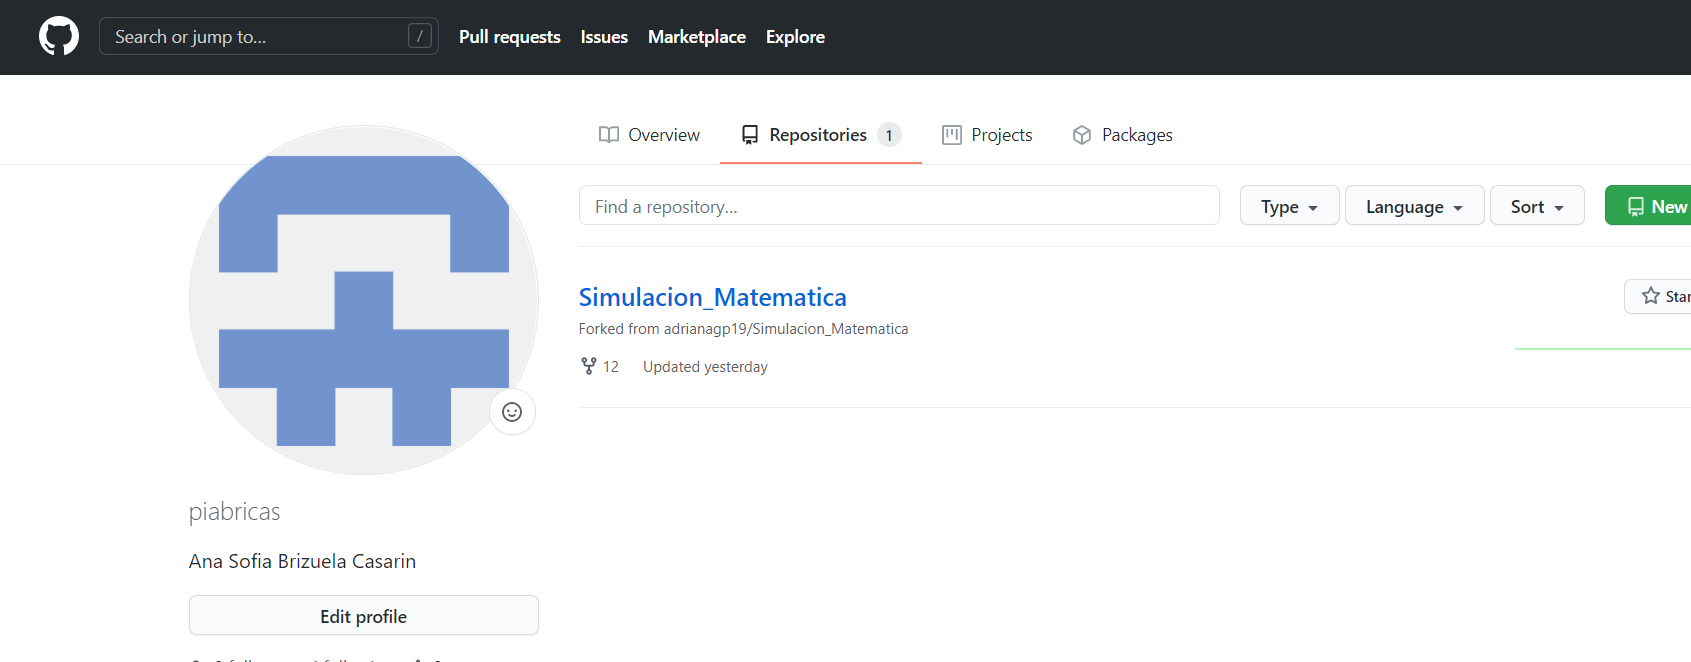 Search or jump to... /
Pull requests Issues Marketplace Explore
Overview Repositories 1 Projects Packages
Find a repository... Type Language Sort New
Simulacion_Matematica
Forked from adrianagp19/Simulacion_Matematica
12 Updated yesterday
piabricas
Ana Sofia Brizuela Casarin
Edit profile